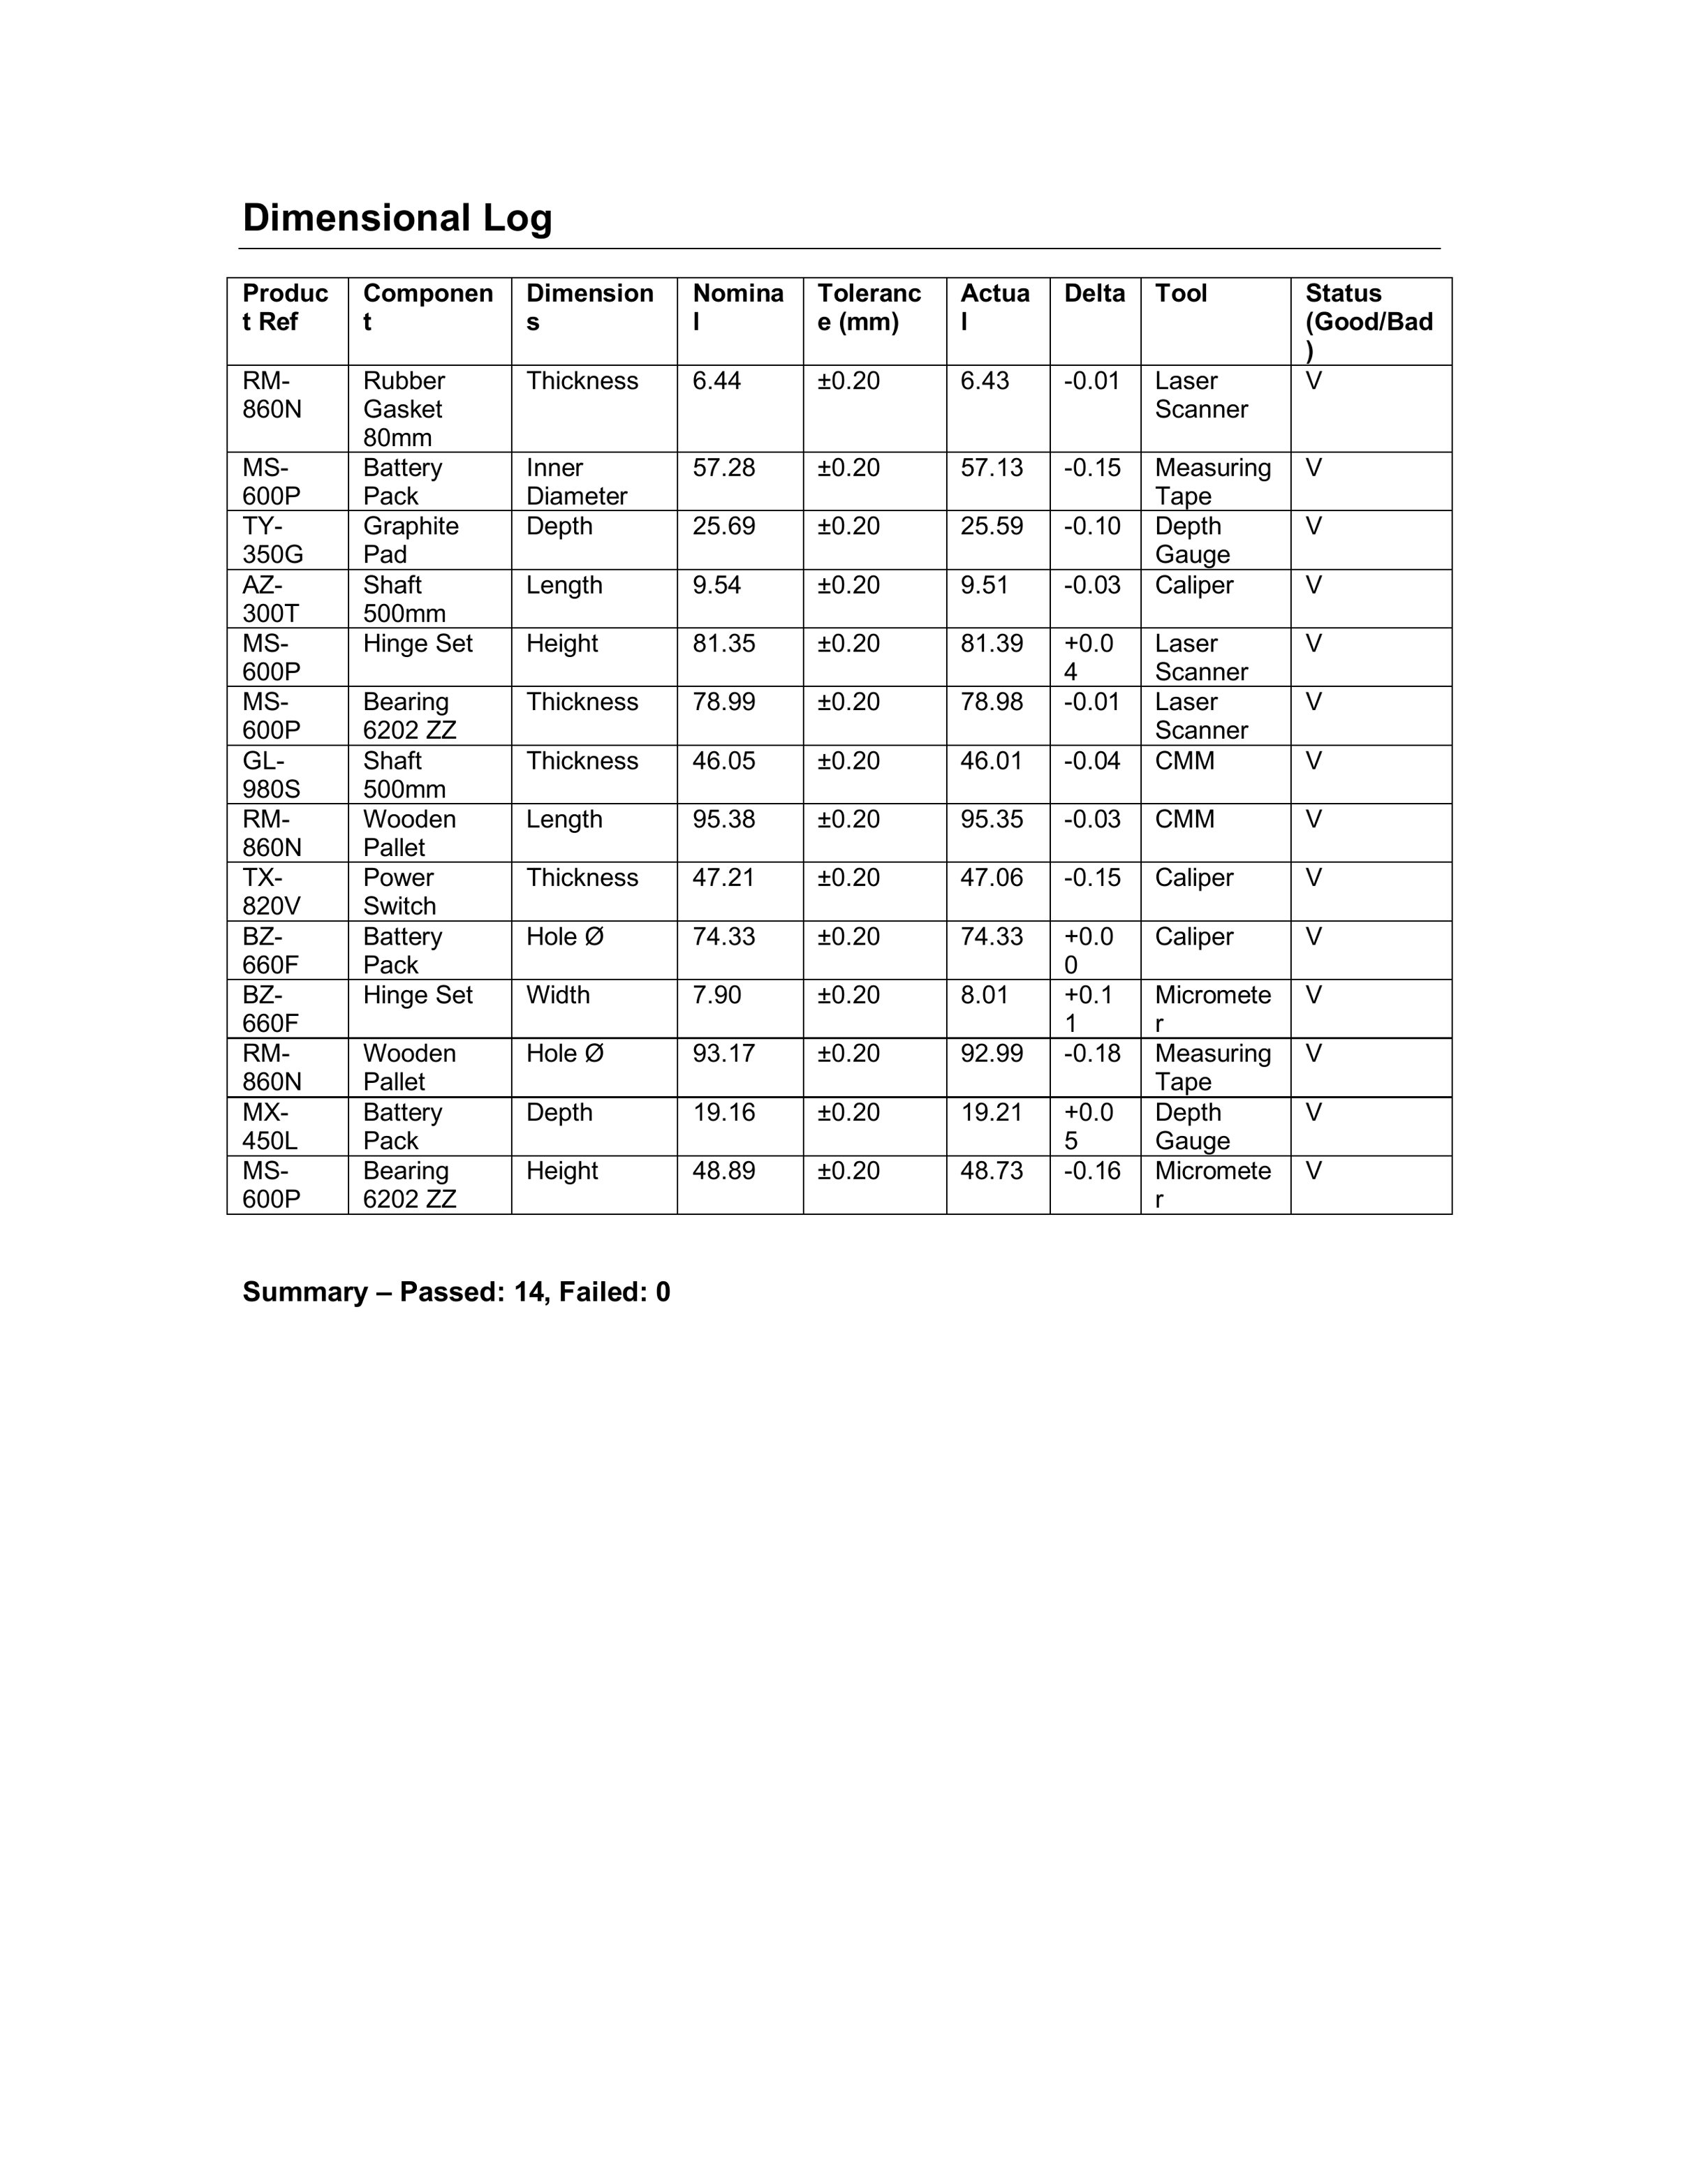 Dimensional Log
Product Ref Component Dimensions Nominal Tolerance (mm) Actual Delta Tool Status (Good/Bad)
RM-860N Rubber Gasket 80mm Thickness 6.44 ±0.20 6.43 -0.01 Laser Scanner V
MS-600P Battery Pack Inner Diameter 57.28 ±0.20 57.13 -0.15 Measuring Tape V
TY-350G Graphite Pad Depth 25.69 ±0.20 25.59 -0.10 Depth Gauge V
AZ-300T Shaft 500mm Length 9.54 ±0.20 9.51 -0.03 Caliper V
MS-600P Hinge Set Height 81.35 ±0.20 81.39 +0.04 Laser Scanner V
MS-600P Bearing 6202 ZZ Thickness 78.99 ±0.20 78.98 -0.01 Laser Scanner V
GL-980S Shaft 500mm Thickness 46.05 ±0.20 46.01 -0.04 CMM V
RM-860N Wooden Pallet Length 95.38 ±0.20 95.35 -0.03 CMM V
TX-820V Power Switch Thickness 47.21 ±0.20 47.06 -0.15 Caliper V
BZ-660F Battery Pack Hole Ø 74.33 ±0.20 74.33 +0.00 Caliper V
BZ-660F Hinge Set Width 7.90 ±0.20 8.01 +0.11 Micrometer V
RM-860N Wooden Pallet Hole Ø 93.17 ±0.20 92.99 -0.18 Measuring Tape V
MX-450L Battery Pack Depth 19.16 ±0.20 19.21 +0.05 Depth Gauge V
MS-600P Bearing 6202 ZZ Height 48.89 ±0.20 48.73 -0.16 Micrometer V
Summary – Passed: 14, Failed: 0